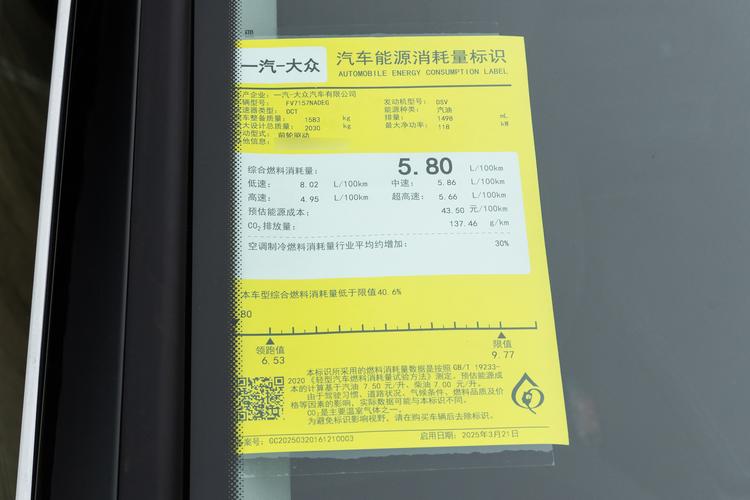 一汽-大众 汽车能源消耗量标识
AUTOMOBILE ENERGY CONSUMPTION LABEL
产企业: 一汽-大众汽车有限公司
辆型号: FV7157NADEG 发动机型号: DSV
速器类型: DCT 能源种类: 汽油
车整备质量: 1583 kg 排量: 1498 mL
大设计总质量: 2030 kg 最大净功率: 118 kW
动型式: 前轮驱动
他信息:
综合燃料消耗量: 5.80 L/100km
低速: 8.02 L/100km 中速: 5.86 L/100km
高速: 4.95 L/100km 超高速: 5.66 L/100km
预估能源成本: 43.50 元/100km
CO2排放量: 137.46 g/km
空调制冷燃料消耗量行业平均约增加: 30%
本车型综合燃料消耗量低于限值40.6%
80
领跑值 限值
6.53 9.77
本标识所采用的燃料消耗量数据是按照 GB/T 19233-
2020《轻型汽车燃料消耗量试验方法》测定。预估能源成
本的计算基于汽油 7.50 元/升、柴油 7.00 元/升。
由于驾驶习惯、道路状况、气候条件、燃料品质及价
格等因素的影响，实际数据可能与本标识不同。
CO2是主要温室气体之一。
为避免标识影响视野，请在购买车辆后去除标识。
案号: GC20250320161210003 启用日期: 2025年3月21日